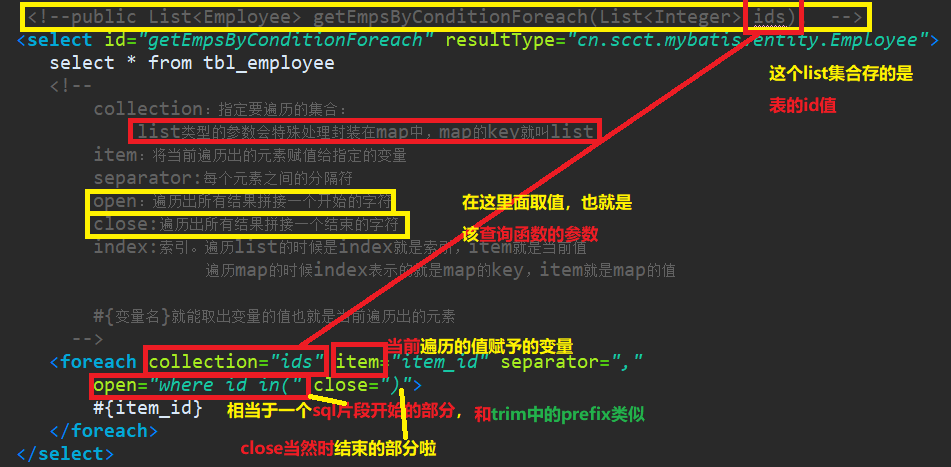 <!--public List<Employee> getEmpsByConditionForeach(List<Integer> ids) -->
<select id="getEmpsByConditionForeach" resultType="cn.scct.mybatis.entity.Employee">
select * from tbl_employee
这个list集合存的是
<!--
表的id值
collection：指定要遍历的集合：
list类型的参数会特殊处理封装在map中，map的key就叫list
item：将当前遍历出的元素赋值给指定的变量
separator:每个元素之间的分隔符
open：遍历出所有结果拼接一个开始的字符
在这里面取值，也就是
close:遍历出所有结果拼接一个结束的字符
该查询函数的参数
index:索引。遍历list的时候是index就是索引，item就是当前值
遍历map的时候index表示的就是map的key，item就是map的值
#{变量名}就能取出变量的值也就是当前遍历出的元素
-->
当前遍历的值赋予的变量
<foreach collection="ids" item="item_id" separator=","
open="where id in(" close=")">
#{item_id} 相当于一个sql片段开始的部分，和trim中的prefix类似
</foreach>
close当然时结束的部分啦
</select>